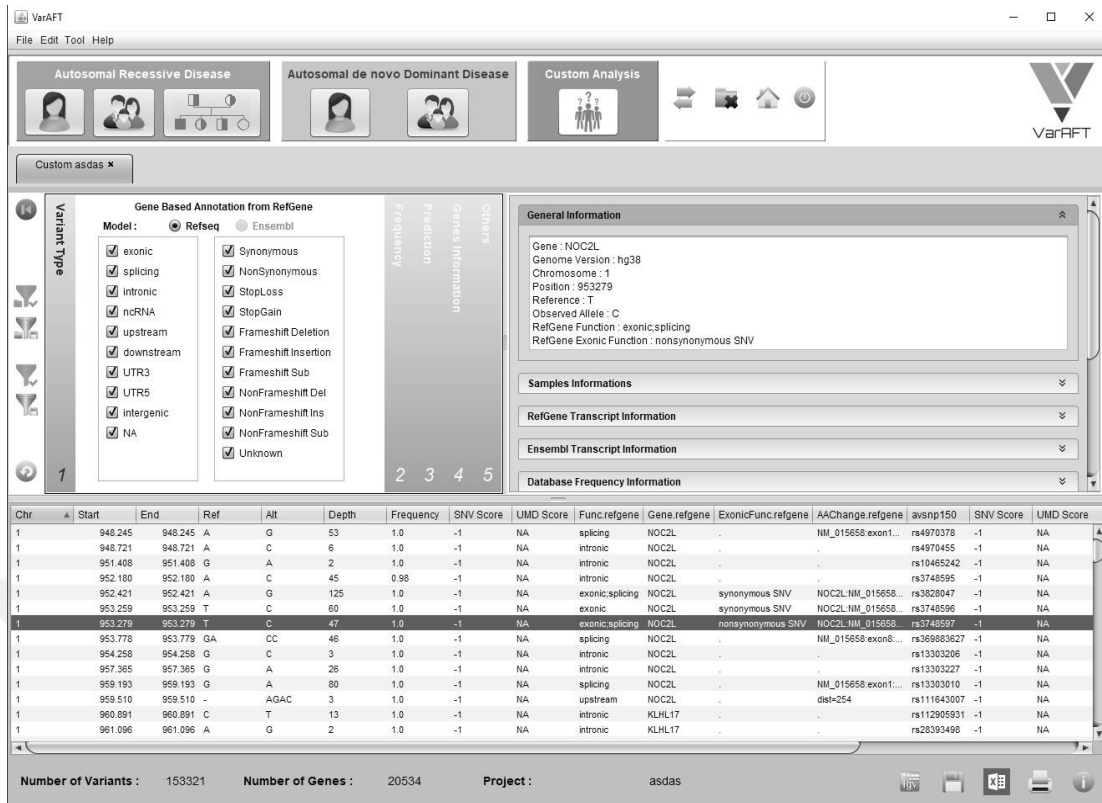 VarAFT
File Edit Tool Help
Autosomal Recessive Disease
Autosomal de novo Dominant Disease
Custom Analysis
VarAFT
Custom asdas ×
Variant Type
1
Gene Based Annotation from RefGene
Model : Refseq Ensembl
exonic
splicing
intronic
ncRNA
upstream
downstream
UTR3
UTR5
intergenic
NA
Synonymous
NonSynonymous
StopLoss
StopGain
Frameshift Deletion
Frameshift Insertion
Frameshift Sub
NonFrameshift Del
NonFrameshift Ins
NonFrameshift Sub
Unknown
Frequency
2
Prediction
3
Genes Information
4
Others
5
General Information
Gene : NOC2L
Genome Version : hg38
Chromosome : 1
Position : 953279
Reference : T
Observed Allele : C
RefGene Function : exonic;splicing
RefGene Exonic Function : nonsynonymous SNV
Samples Informations
RefGene Transcript Information
Ensembl Transcript Information
Database Frequency Information
Chr Start End Ref Alt Depth Frequency SNV Score UMD Score Func.refgene Gene.refgene ExonicFunc.refgene AAChange.refgene avsnp150 SNV Score UMD Score
1 948.245 948.245 A G 53 1.0 -1 NA splicing NOC2L . NM_015658:exon1... rs4970378 -1 NA
1 948.721 948.721 A C 6 1.0 -1 NA intronic NOC2L . . rs4970455 -1 NA
1 951.408 951.408 G A 2 1.0 -1 NA intronic NOC2L . . rs10465242 -1 NA
1 952.180 952.180 A C 45 0.98 -1 NA intronic NOC2L . . rs3748595 -1 NA
1 952.421 952.421 A G 125 1.0 -1 NA exonic;splicing NOC2L synonymous SNV NOC2L:NM_015658... rs3828047 -1 NA
1 953.259 953.259 T C 60 1.0 -1 NA exonic NOC2L synonymous SNV NOC2L:NM_015658... rs3748596 -1 NA
1 953.279 953.279 T C 47 1.0 -1 NA exonic;splicing NOC2L nonsynonymous SNV NOC2L:NM_015658... rs3748597 -1 NA
1 953.778 953.779 GA CC 46 1.0 -1 NA splicing NOC2L . NM_015658:exon8:... rs369883627 -1 NA
1 954.258 954.258 G C 3 1.0 -1 NA intronic NOC2L . . rs13303206 -1 NA
1 957.365 957.365 G A 26 1.0 -1 NA intronic NOC2L . . rs13303227 -1 NA
1 959.193 959.193 G A 80 1.0 -1 NA splicing NOC2L . NM_015658:exon1:... rs13303010 -1 NA
1 959.510 959.510 - AGAC 3 1.0 -1 NA upstream NOC2L . dist=254 rs111643007 -1 NA
1 960.891 960.891 C T 13 1.0 -1 NA intronic KLHL17 . . rs112905931 -1 NA
1 961.096 961.096 A G 2 1.0 -1 NA intronic KLHL17 . . rs28393498 -1 NA
Number of Variants : 153321 Number of Genes : 20534 Project : asdas
igv